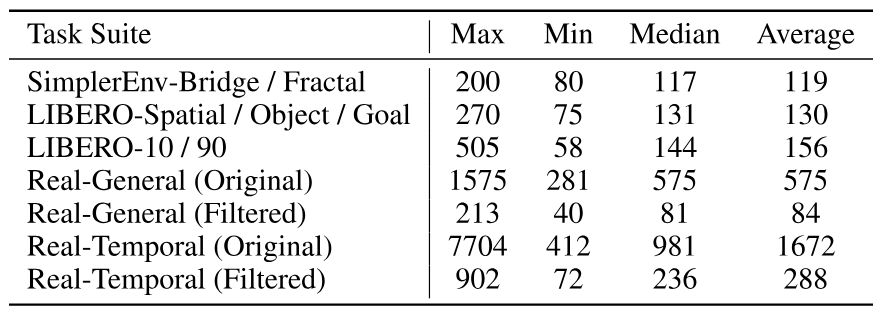 Task Suite Max Min Median Average
SimplerEnv-Bridge / Fractal 200 80 117 119
LIBERO-Spatial / Object / Goal 270 75 131 130
LIBERO-10 / 90 505 58 144 156
Real-General (Original) 1575 281 575 575
Real-General (Filtered) 213 40 81 84
Real-Temporal (Original) 7704 412 981 1672
Real-Temporal (Filtered) 902 72 236 288